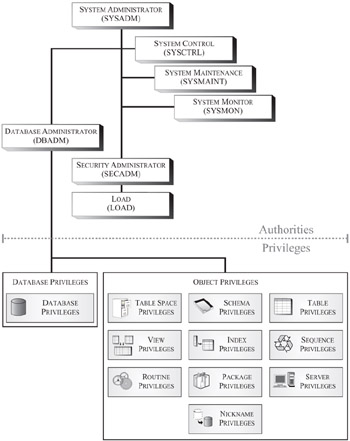 SYSTEM ADMINISTRATOR
(SYSADM)
SYSTEM CONTROL
(SYSCTRL)
SYSTEM MAINTENANCE
(SYSMAINT)
SYSTEM MONITOR
(SYSMON)
DATABASE ADMINISTRATOR
(DBADM)
SECURITY ADMINISTRATOR
(SECADM)
LOAD
(LOAD)
Authorities
Privileges
DATABASE PRIVILEGES
DATABASE
PRIVILEGES
OBJECT PRIVILEGES
TABLE SPACE
PRIVILEGES
SCHEMA
PRIVILEGES
TABLE
PRIVILEGES
VIEW
PRIVILEGES
INDEX
PRIVILEGES
SEQUENCE
PRIVILEGES
ROUTINE
PRIVILEGES
PACKAGE
PRIVILEGES
SERVER
PRIVILEGES
NICKNAME
PRIVILEGES